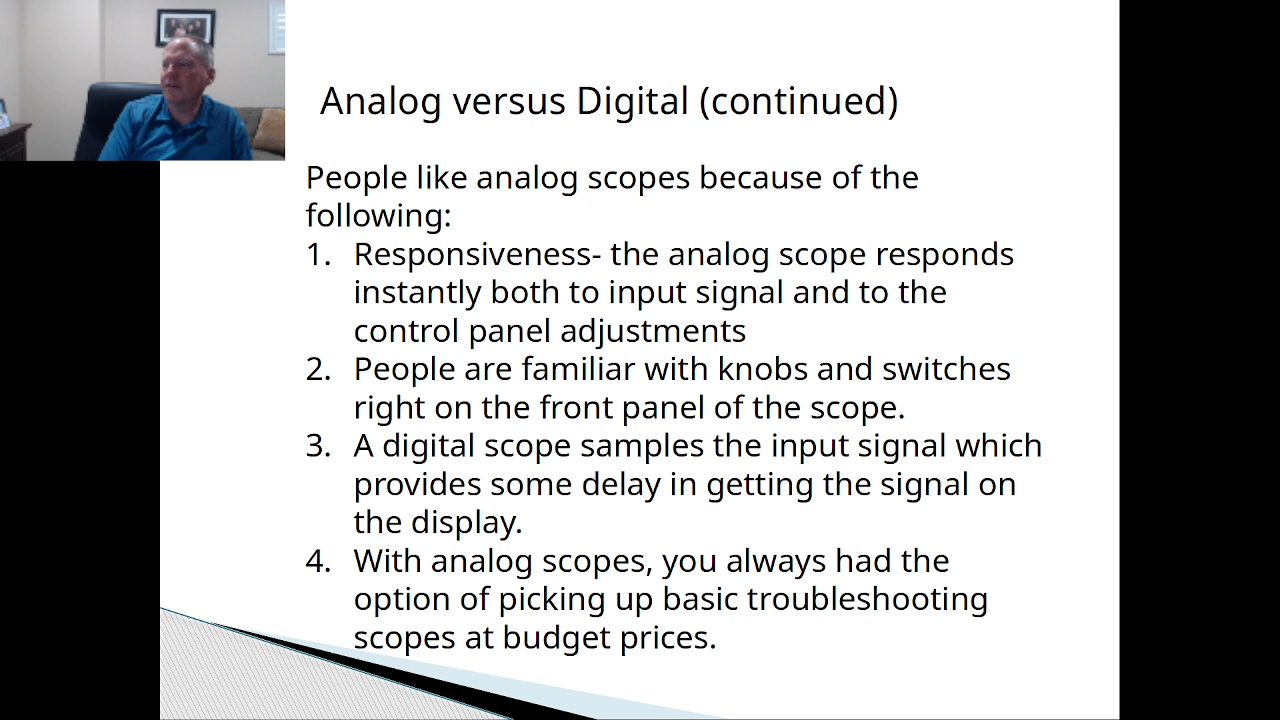 Analog versus Digital (continued)
People like analog scopes because of the
following:
1. Responsiveness- the analog scope responds
instantly both to input signal and to the
control panel adjustments
2. People are familiar with knobs and switches
right on the front panel of the scope.
3. A digital scope samples the input signal which
provides some delay in getting the signal on
the display.
4. With analog scopes, you always had the
option of picking up basic troubleshooting
scopes at budget prices.